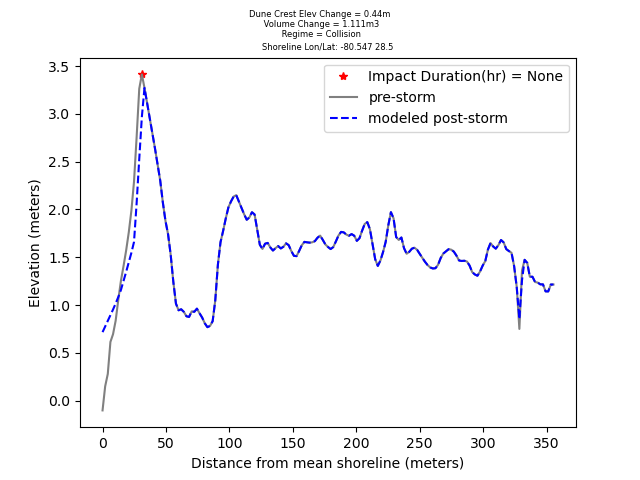 Dune Crest Elev Change = 0.44m
Volume Change = 1.111m3
Regime = Collision
Shoreline Lon/Lat: -80.547 28.5
Impact Duration(hr) = None
pre-storm
modeled post-storm
Elevation (meters)
3.5
3.0
2.5
2.0
1.5
1.0
0.5
0.0
0 50 100 150 200 250 300 350
Distance from mean shoreline (meters)